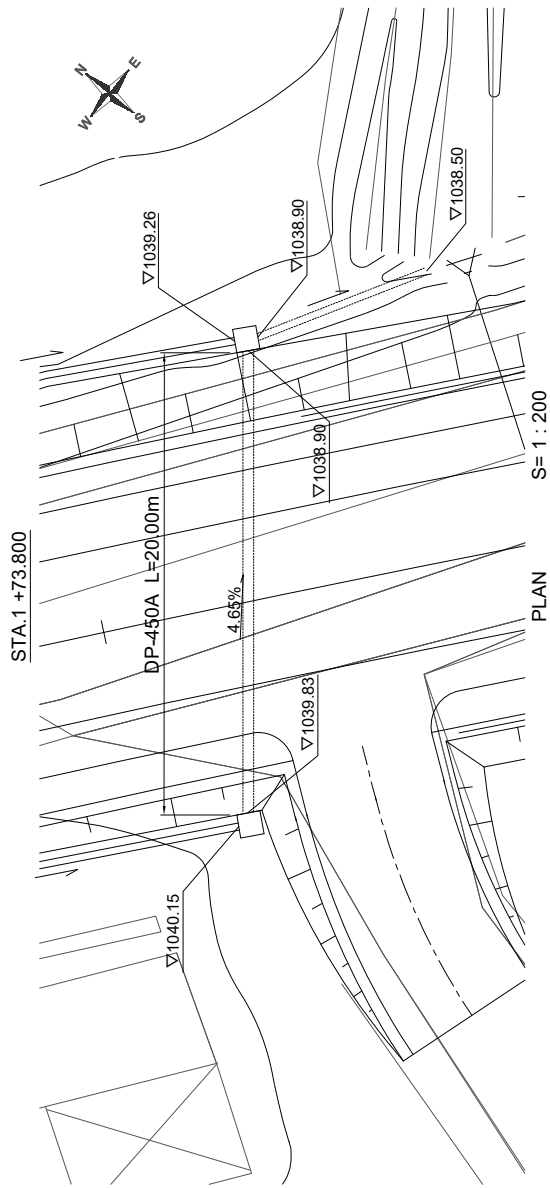 N
E
W
S
▽1039.26
▽1038.90
▽1038.50
▽1038.90
STA.1 +73.800
DP-450A L=20.00m
4.65%
▽1039.83
▽1040.15
PLAN
S= 1 : 200